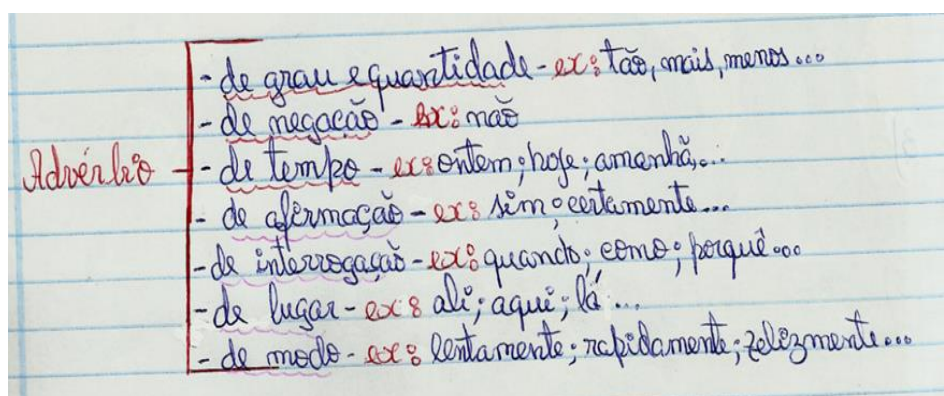 - de grau e quantidade - ex: tão, mais, menos...
- de negação - ex: não
- de tempo - ex: ontem; hoje; amanhã...
Advérbio
- de afirmação - ex: sim; certamente...
- de interrogação - ex: quando; como; porquê...
- de lugar - ex: ali; aqui; lá...
- de modo - ex: lentamente; rapidamente; felizmente...